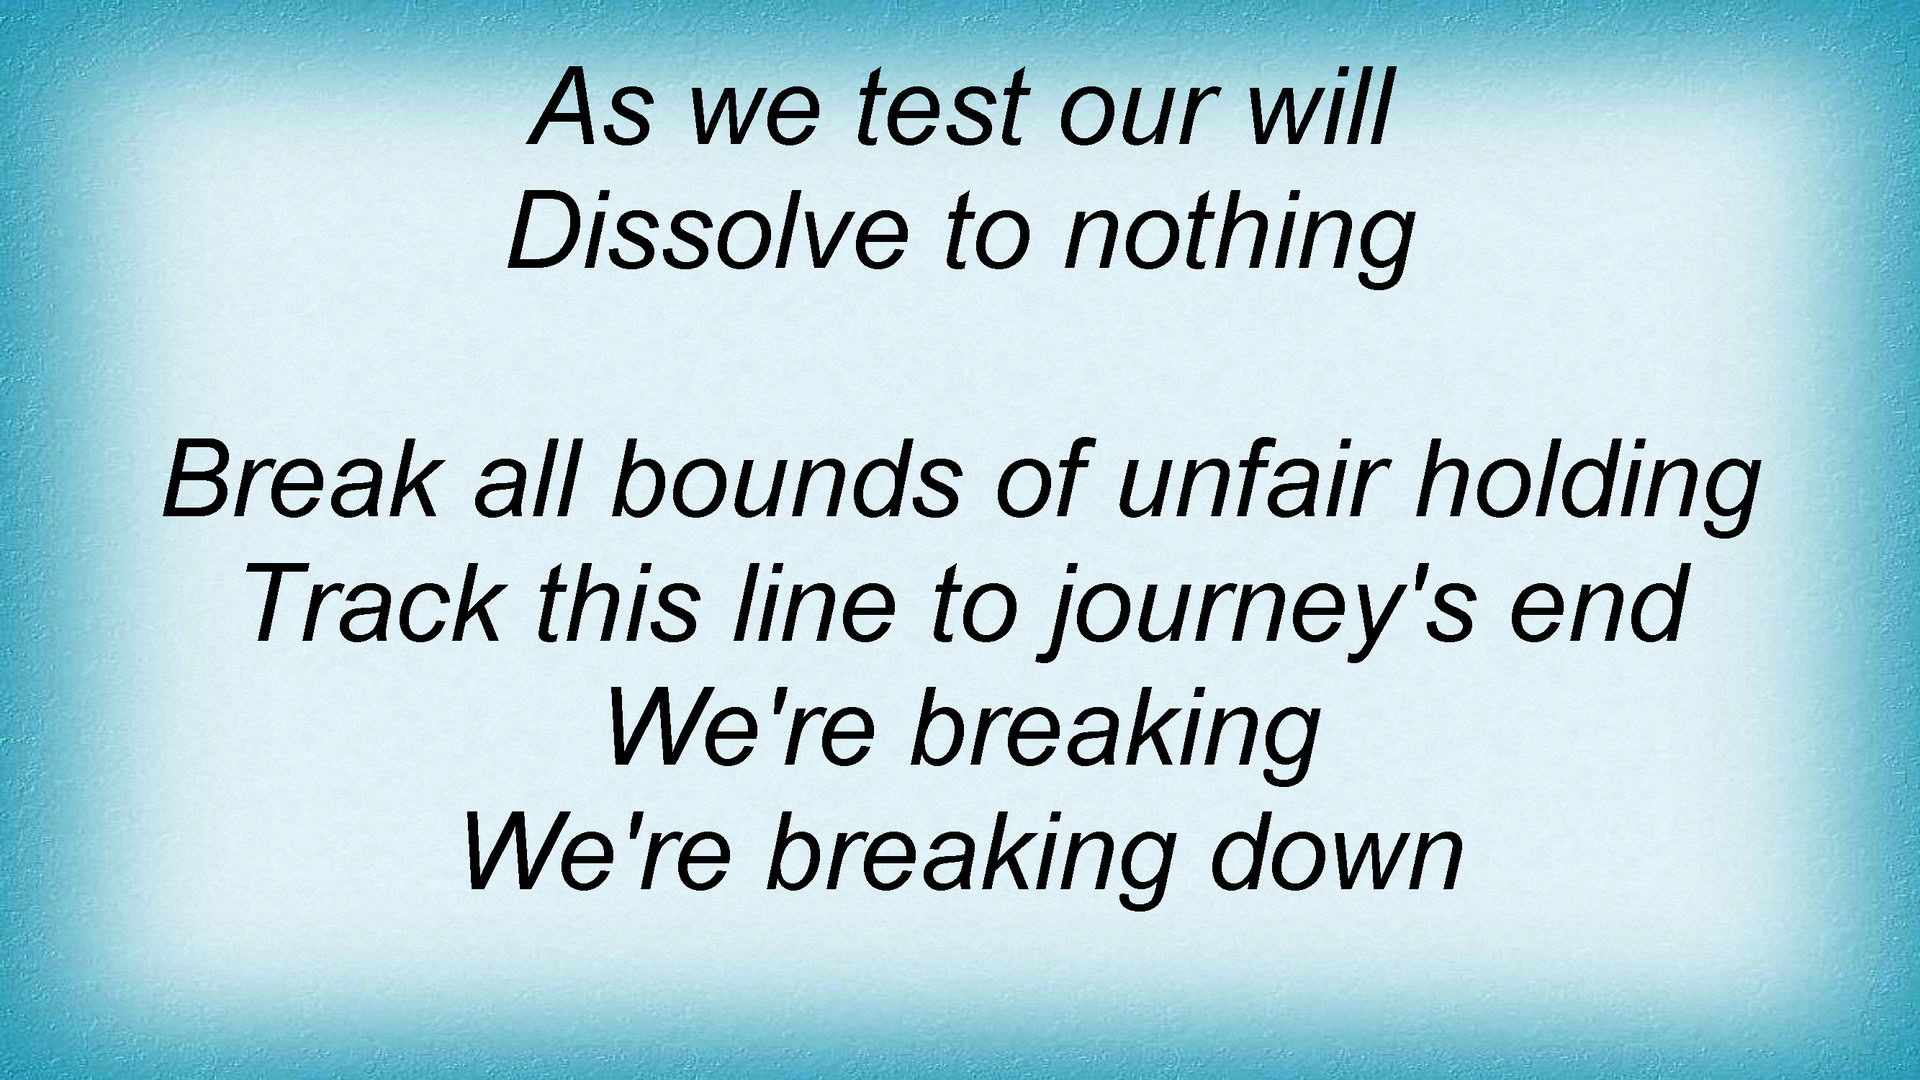 As we test our will
Dissolve to nothing
Break all bounds of unfair holding
Track this line to journey's end
We're breaking
We're breaking down